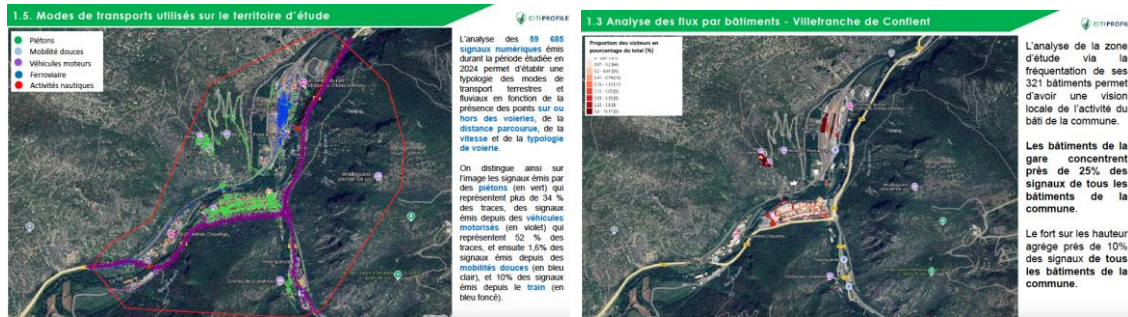 1.5. Modes de transports utilisés sur le territoire d'étude
CITIPROFILE
Piétons
Mobilité douces
Véhicules moteurs
Ferroviaire
Activités nautiques
L'analyse des 59 685
signaux numériques émis
durant la période étudiée en
2024 permet d'établir une
typologie des modes de
transport terrestres et
fluviaux en fonction de la
présence des points sur ou
hors des voieries, de la
distance parcourue, de la
vitesse et de la typologie
de voierie.
On distingue ainsi sur
l'image les signaux émis par
des piétons (en vert) qui
représentent plus de 34 %
des traces, des signaux
émis depuis des véhicules
motorisés (en violet) qui
représentent 52 % des
traces, et ensuite 1,6% des
signaux émis depuis des
mobilités douces (en bleu
clair), et 10% des signaux
émis depuis le train (en
bleu foncé).
1.3 Analyse des flux par bâtiments - Villefranche de Conflent
CITIPROFILE
Proportion des visiteurs en
pourcentage du total [%]
L'analyse de la zone
d'étude via la
fréquentation de ses
321 bâtiments permet
d'avoir une vision
locale de l'activité du
bâti de la commune.
Les bâtiments de la
gare concentrent
près de 25% des
signaux de tous les
bâtiments de la
commune.
Le fort sur les hauteur
agrège près de 10%
des signaux de tous
les bâtiments de la
commune.